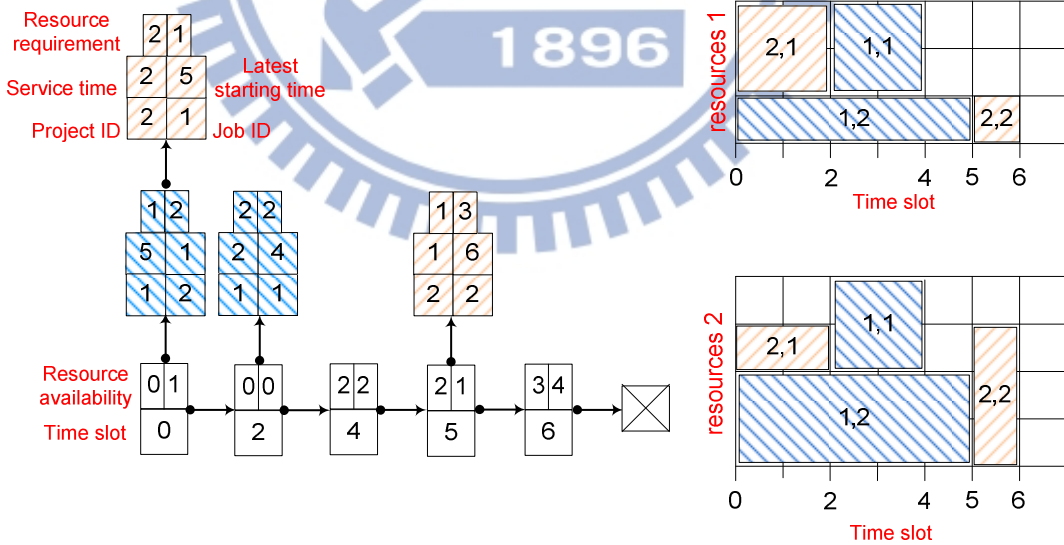 1896
Resource
requirement
2 1
Service time
2 5
Latest
starting time
Project ID
2 1
Job ID
1 2
5 1
1 2
2 2
2 4
1 1
1 3
1 6
2 2
Resource
availability
0 1
0 0
2 2
2 1
3 4
Time slot
0
2
4
5
6
resources 1
2,1
1,1
1,2
2,2
0 2 4 5 6
Time slot
resources 2
1,1
2,1
1,2
2,2
0 2 4 5 6
Time slot